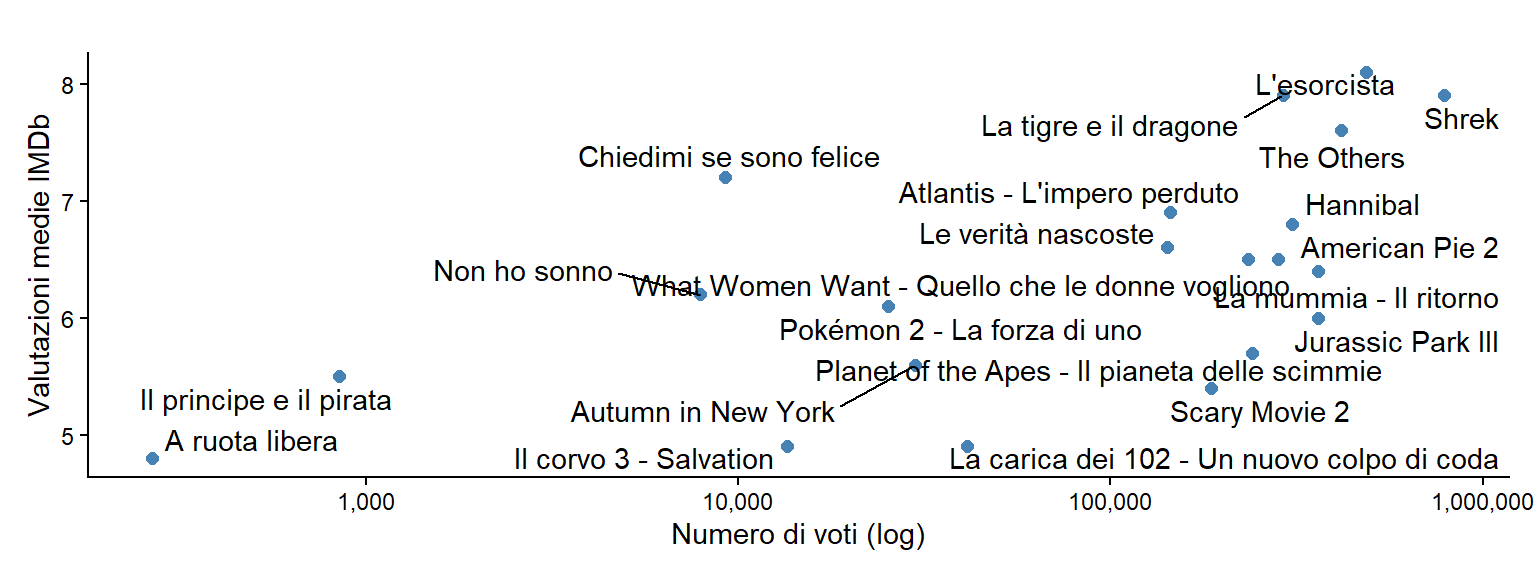 8
L'esorcista
Shrek
La tigre e il dragone
The Others
Chiedimi se sono felice
7
Atlantis - L'impero perduto
Hannibal
Le verità nascoste
American Pie 2
Non ho sonno
What Women Want - Quello che le donne vogliono
La mummia - Il ritorno
6
Pokémon 2 - La forza di uno
Jurassic Park III
Planet of the Apes - Il pianeta delle scimmie
Il principe e il pirata
Autumn in New York
Scary Movie 2
5
A ruota libera
Il corvo 3 - Salvation
La carica dei 102 - Un nuovo colpo di coda
Valutazioni medie IMDb
1,000
10,000
100,000
1,000,000
Numero di voti (log)